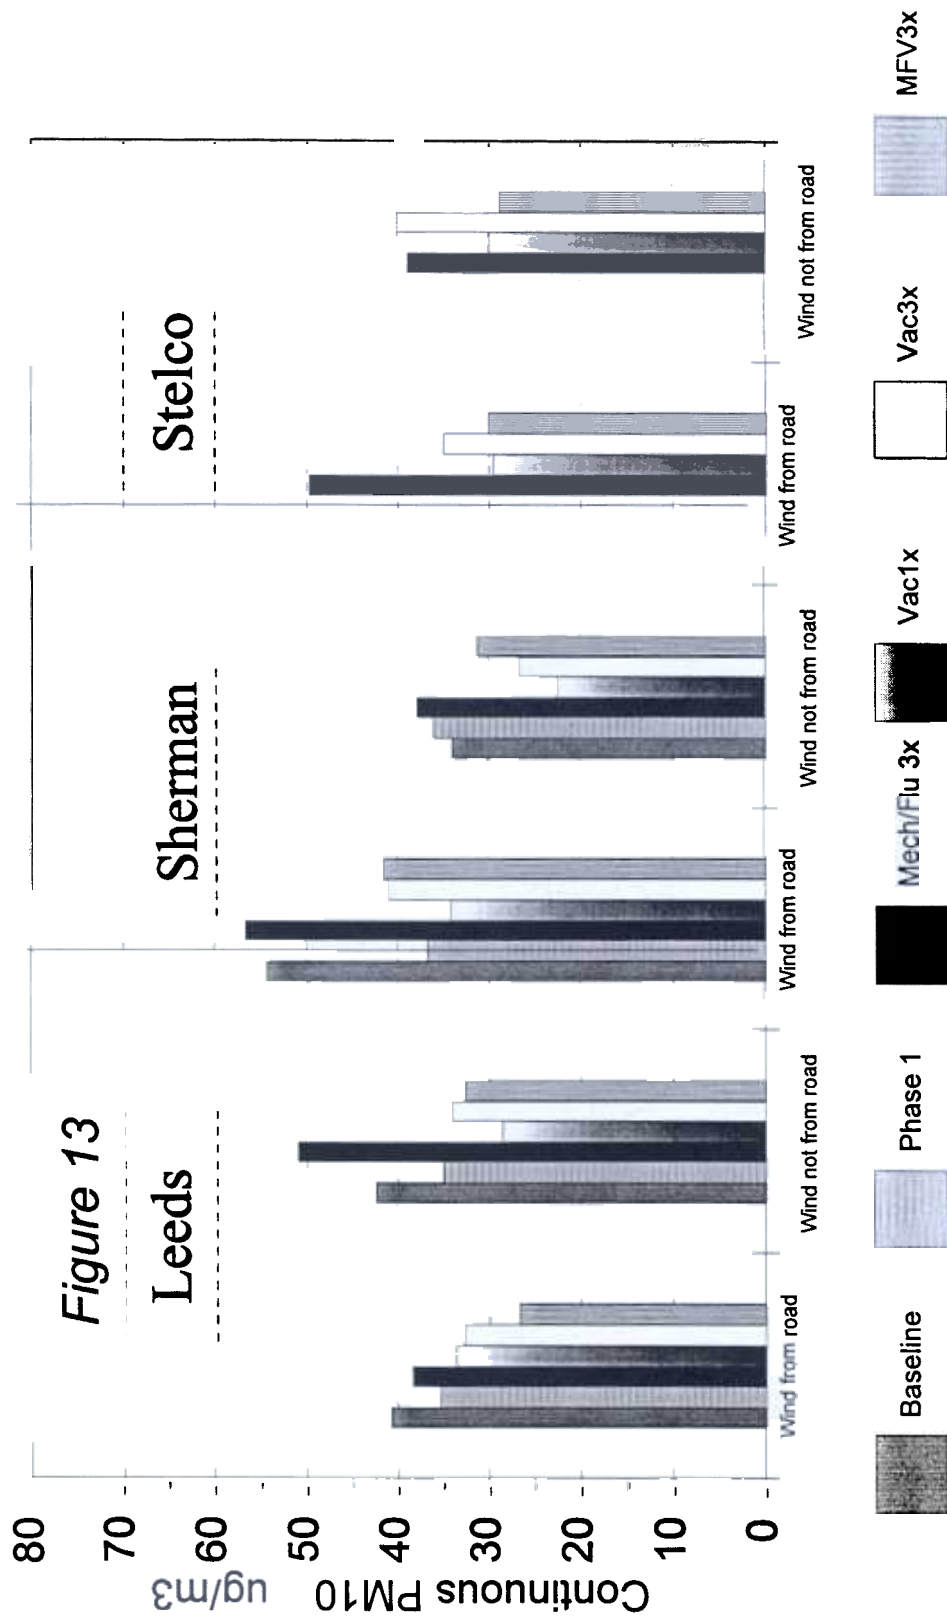 Figure 13
Leeds
Sherman
Stelco
80
70
60
50
40
30
20
10
0
Continuous PM10
ug/m3
Wind from road
Wind not from road
Wind from road
Wind not from road
Wind from road
Wind not from road
Baseline
Phase 1
Mech/Flu 3x
Vac1x
Vac3x
MFV3x